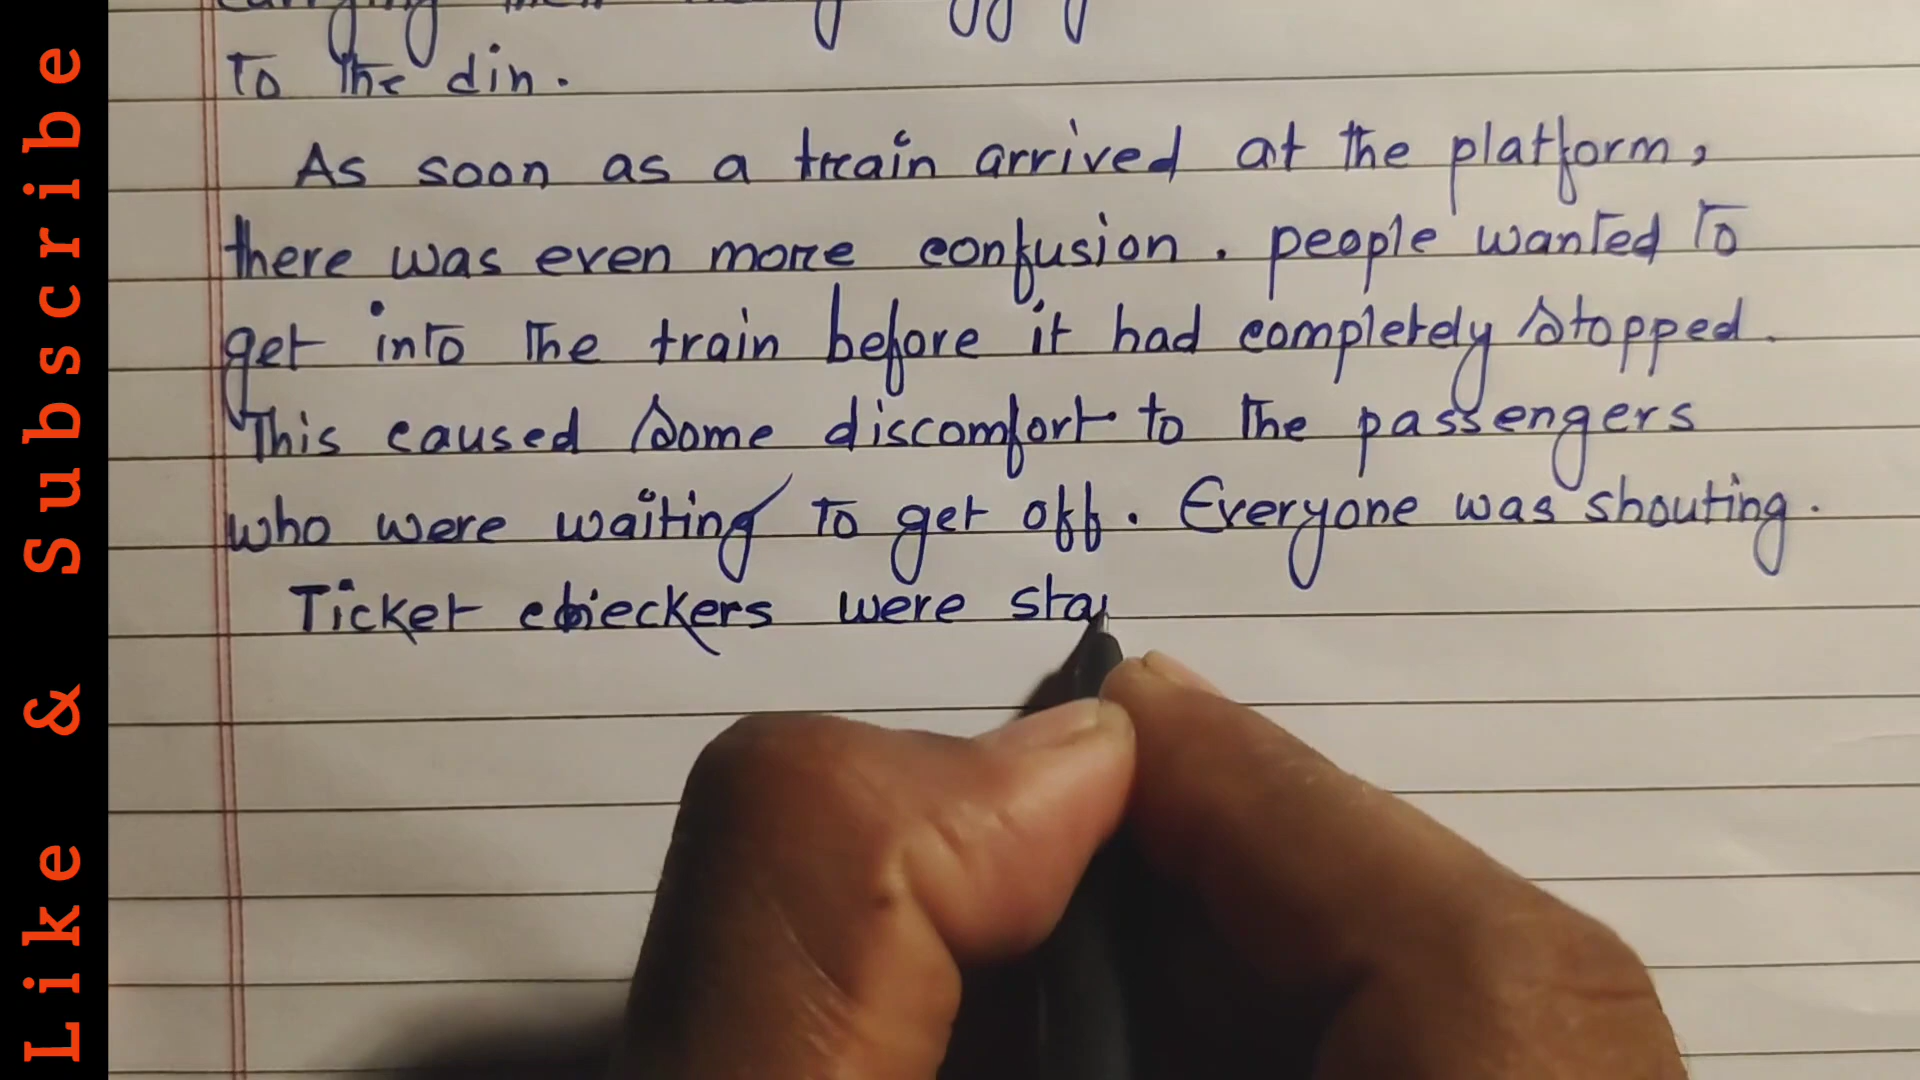 Like & Subscribe
to the din.
As soon as a train arrived at the platform,
there was even more confusion. people wanted to
get into the train before it had completely stopped.
This caused some discomfort to the passengers
who were waiting to get off. Everyone was shouting.
Ticket checkers were sta